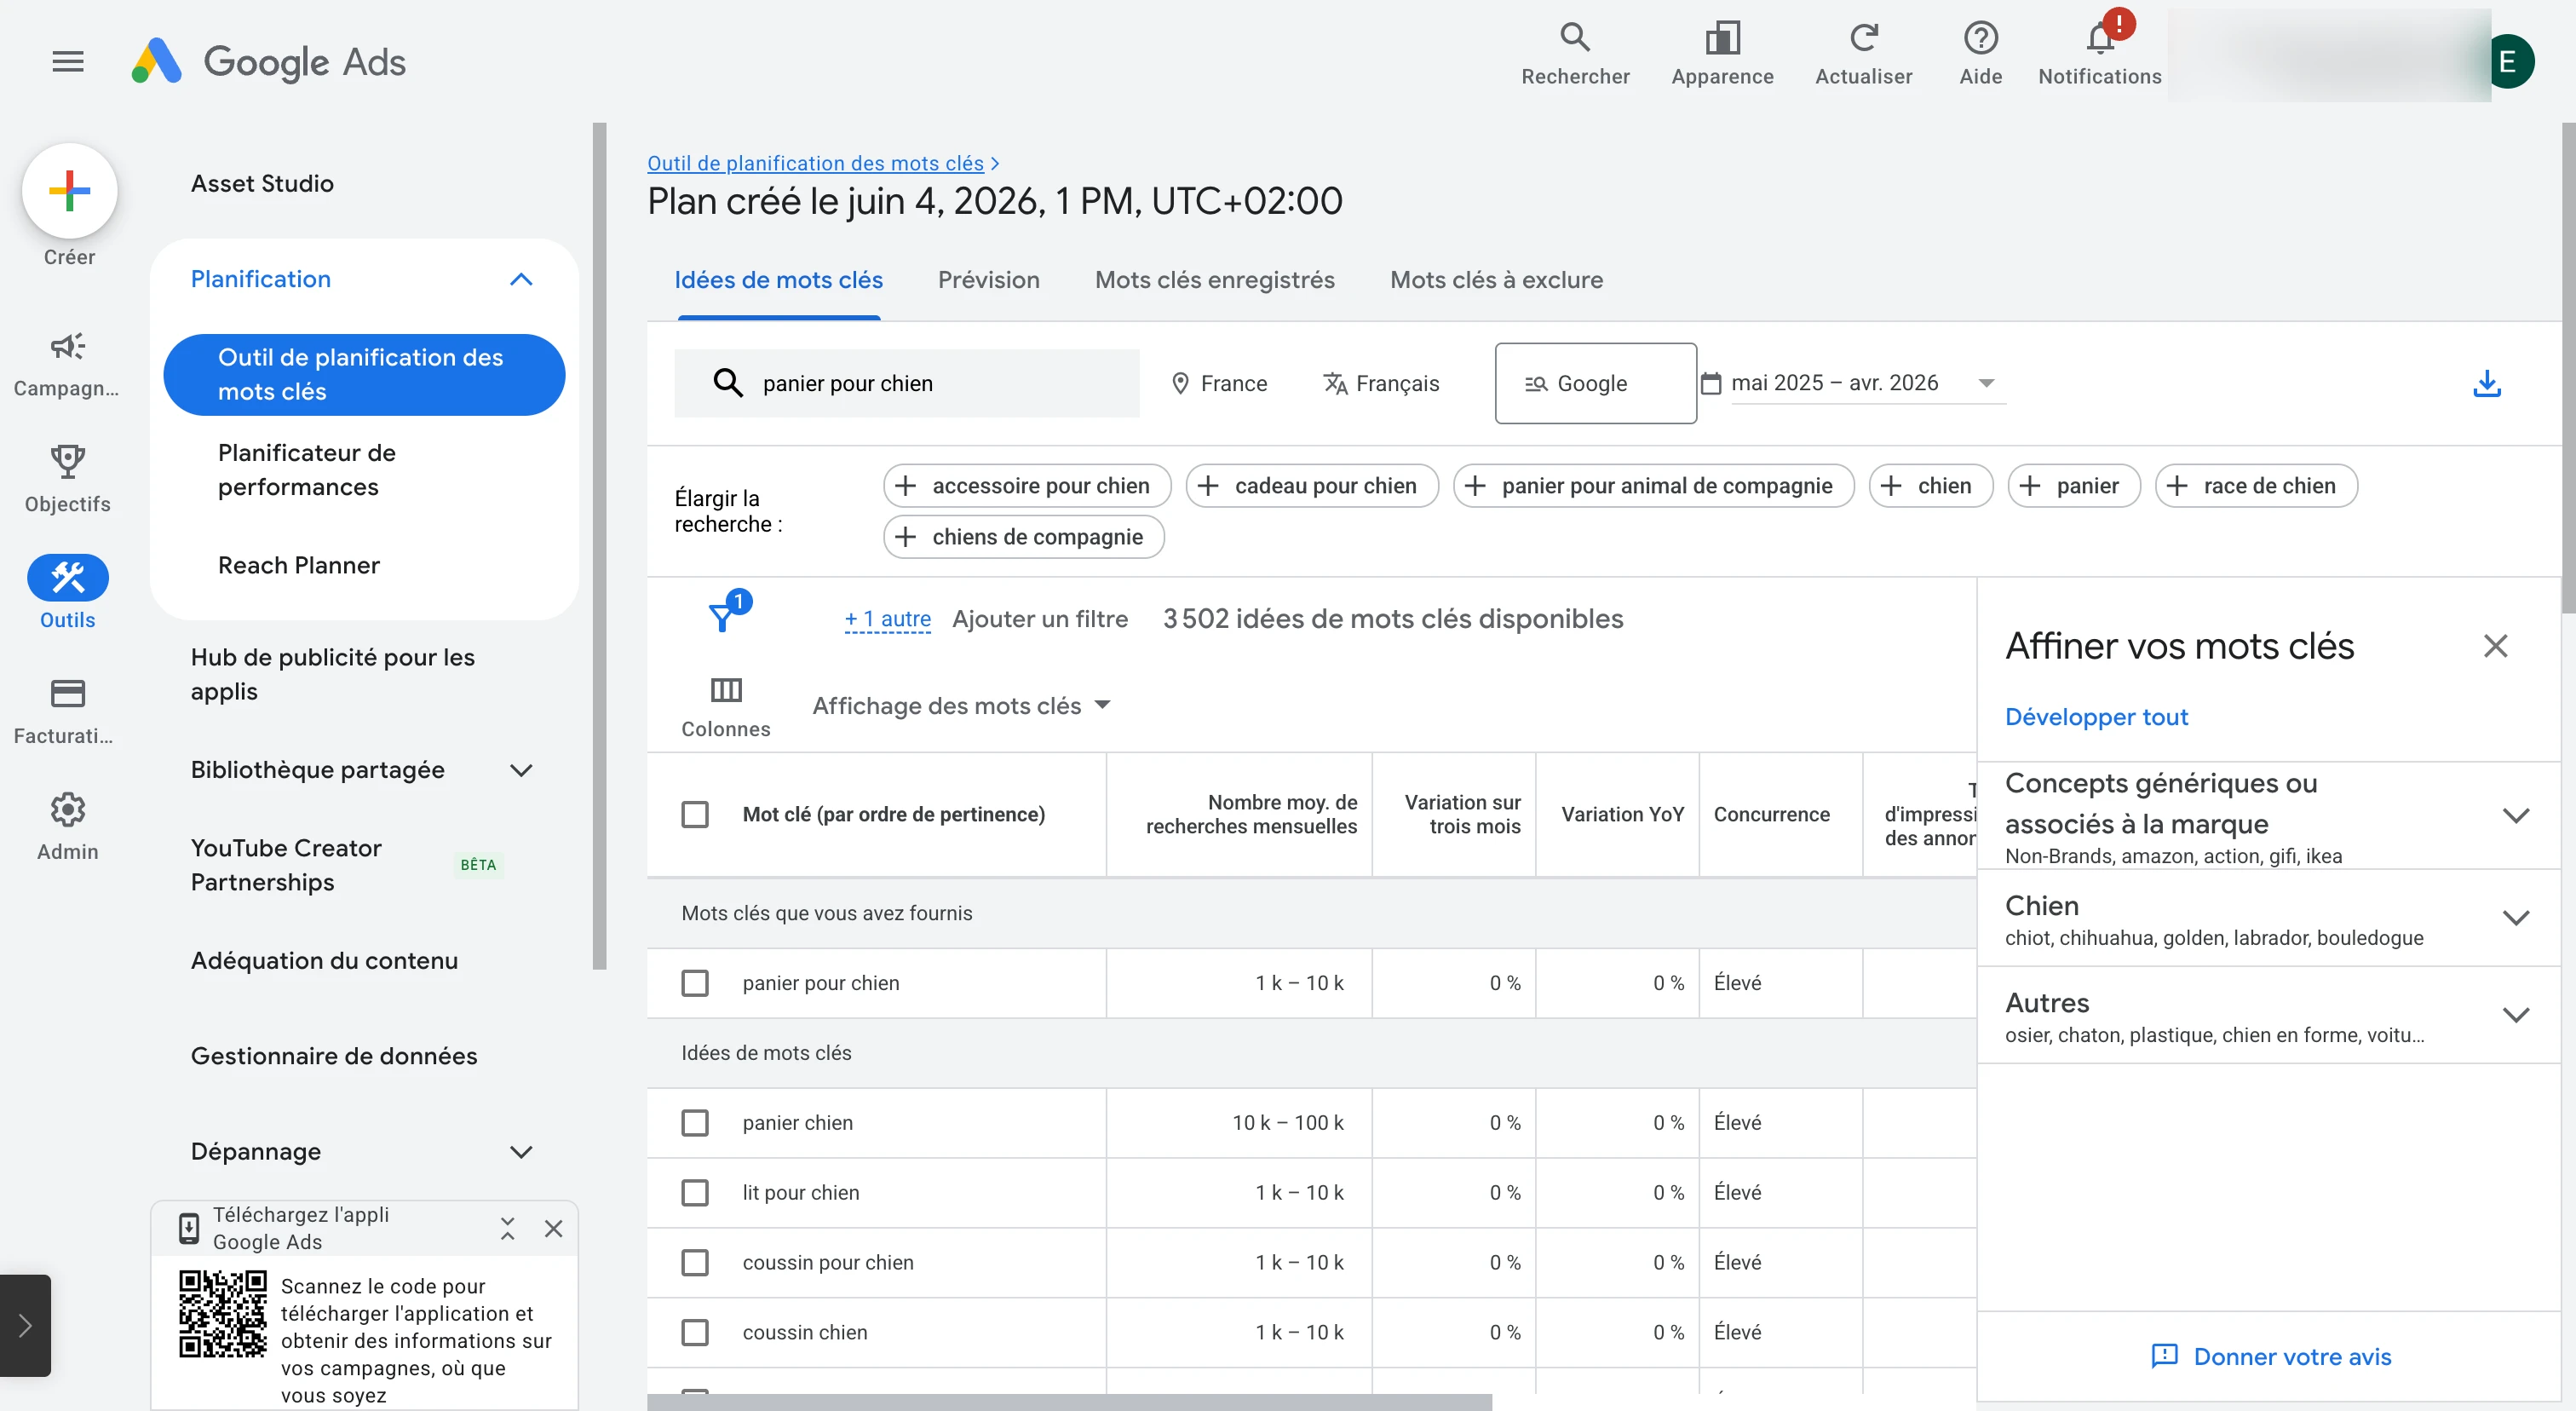 Google Ads
Rechercher
Apparence
Actualiser
Aide
!
Notifications
E
Créer
Campagn...
Objectifs
Outils
Facturati...
Admin
Asset Studio
Planification
Outil de planification des
mots clés
Planificateur de
performances
Reach Planner
Hub de publicité pour les
applis
Bibliothèque partagée
YouTube Creator
Partnerships
BÊTA
Adéquation du contenu
Gestionnaire de données
Dépannage
Téléchargez l'appli
Google Ads
Scannez le code pour
télécharger l'application et
obtenir des informations sur
vos campagnes, où que
vous soyez
Outil de planification des mots clés
Plan créé le juin 4, 2026, 1 PM, UTC+02:00
Idées de mots clés
Prévision
Mots clés enregistrés
Mots clés à exclure
panier pour chien
France
Français
Google
mai 2025 – avr. 2026
Élargir la
recherche :
accessoire pour chien
cadeau pour chien
panier pour animal de compagnie
chien
panier
race de chien
chiens de compagnie
1
+ 1 autre
Ajouter un filtre
3 502 idées de mots clés disponibles
Colonnes
Affichage des mots clés
Mot clé (par ordre de pertinence)
Nombre moy. de
recherches mensuelles
Variation sur
trois mois
Variation YoY
Concurrence
T
d'impressi
des annon
Mots clés que vous avez fournis
panier pour chien 1 k – 10 k 0 % 0 % Élevé
Idées de mots clés
panier chien 10 k – 100 k 0 % 0 % Élevé
lit pour chien 1 k – 10 k 0 % 0 % Élevé
coussin pour chien 1 k – 10 k 0 % 0 % Élevé
coussin chien 1 k – 10 k 0 % 0 % Élevé
Affiner vos mots clés
Développer tout
Concepts génériques ou
associés à la marque
Non-Brands, amazon, action, gifi, ikea
Chien
chiot, chihuahua, golden, labrador, bouledogue
Autres
osier, chaton, plastique, chien en forme, voitu...
Donner votre avis